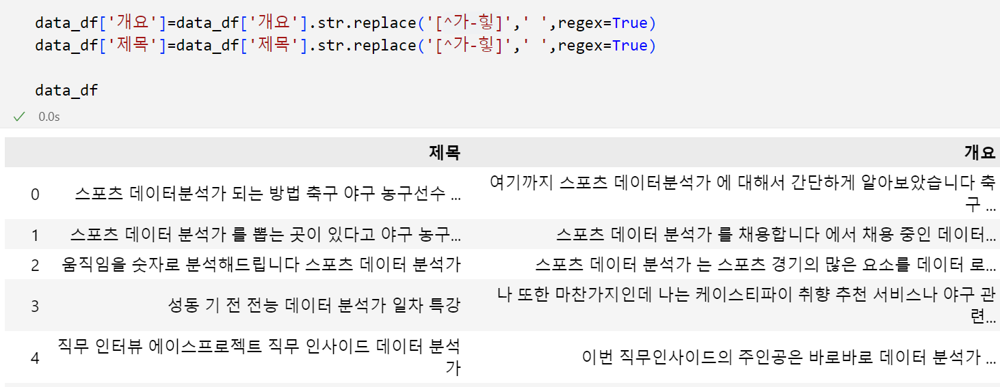 data_df['개요']=data_df['개요'].str.replace('[^가-힣]',' ',regex=True)
data_df['제목']=data_df['제목'].str.replace('[^가-힣]',' ',regex=True)
data_df
0.0s
제목 개요
0 스포츠 데이터분석가 되는 방법 축구 야구 농구선수 ... 여기까지 스포츠 데이터분석가 에 대해서 간단하게 알아보았습니다 축
구 ...
1 스포츠 데이터 분석가 를 뽑는 곳이 있다고 야구 농구... 스포츠 데이터 분석가 를 채용합니다 에서 채용 중인 데이터...
2 움직임을 숫자로 분석해드립니다 스포츠 데이터 분석가 스포츠 데이터 분석가 는 스포츠 경기의 많은 요소를 데이터 로...
3 성동 기 전 전능 데이터 분석가 일차 특강 나 또한 마찬가지인데 나는 케이스티파이 취향 추천 서비스나 야구 관
련...
4 직무 인터뷰 에이스프로젝트 직무 인사이드 데이터 분석
가 이번 직무인사이드의 주인공은 바로바로 데이터 분석가 ...